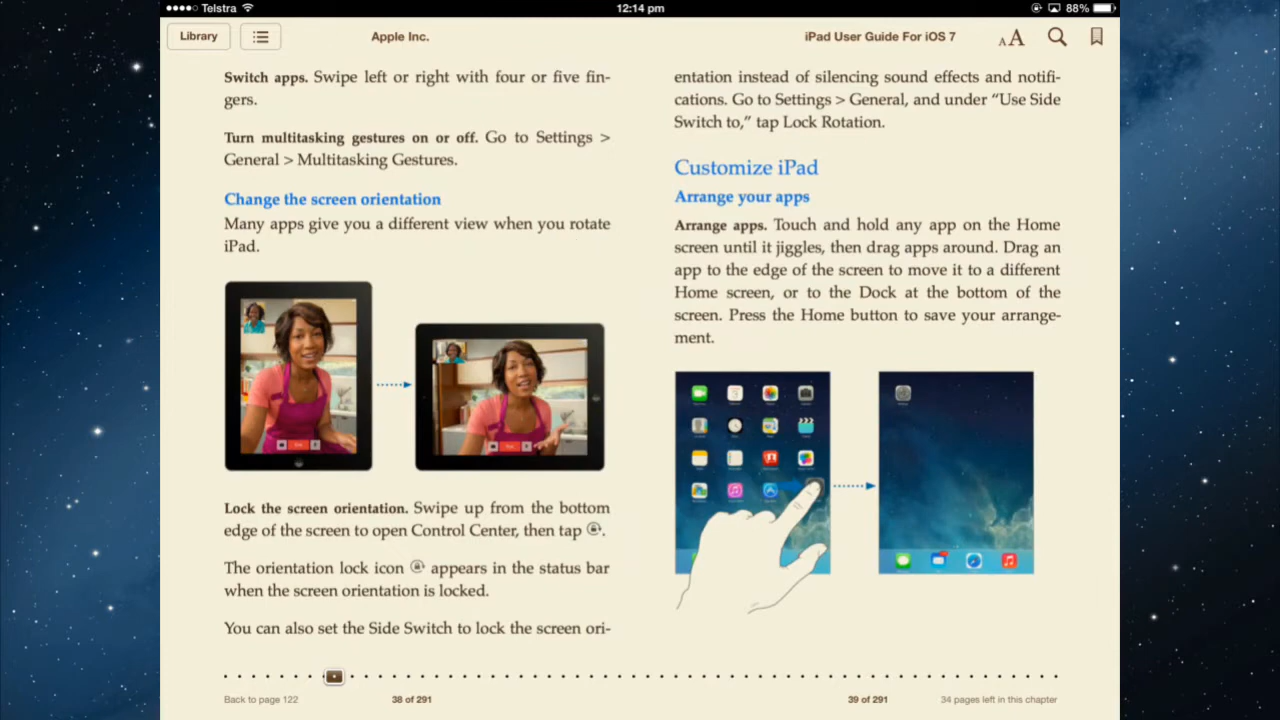 Telstra
12:14 pm
88%
Library
Apple Inc.
iPad User Guide For iOS 7
AA
Switch apps. Swipe left or right with four or five fin-
gers.
Turn multitasking gestures on or off. Go to Settings >
General > Multitasking Gestures.
Change the screen orientation
Many apps give you a different view when you rotate
iPad.
Lock the screen orientation. Swipe up from the bottom
edge of the screen to open Control Center, then tap .
The orientation lock icon appears in the status bar
when the screen orientation is locked.
You can also set the Side Switch to lock the screen ori-
entation instead of silencing sound effects and notifi-
cations. Go to Settings > General, and under “Use Side
Switch to,” tap Lock Rotation.
Customize iPad
Arrange your apps
Arrange apps. Touch and hold any app on the Home
screen until it jiggles, then drag apps around. Drag an
app to the edge of the screen to move it to a different
Home screen, or to the Dock at the bottom of the
screen. Press the Home button to save your arrange-
ment.
Back to page 122
38 of 291
39 of 291
34 pages left in this chapter